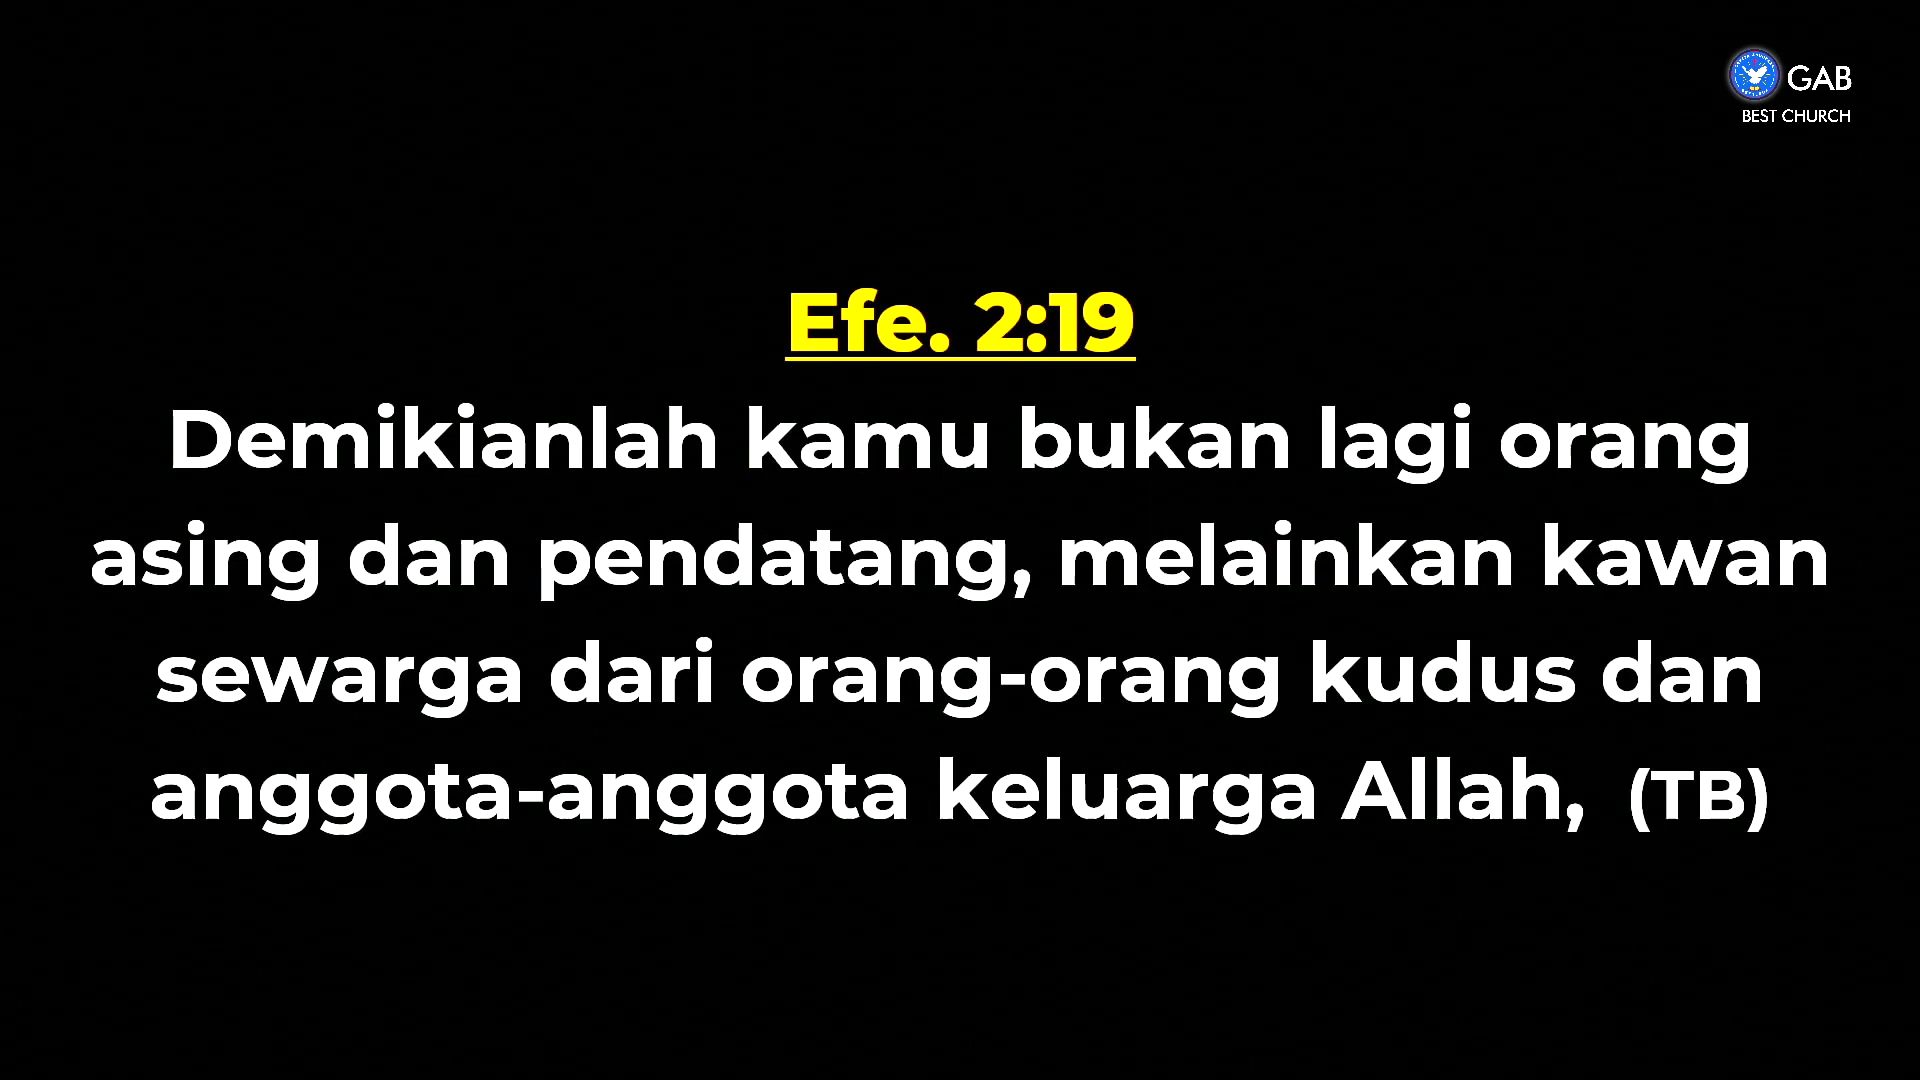 GAB
BEST CHURCH
Efe. 2:19
Demikianlah kamu bukan lagi orang
asing dan pendatang, melainkan kawan
sewarga dari orang-orang kudus dan
anggota-anggota keluarga Allah, (TB)